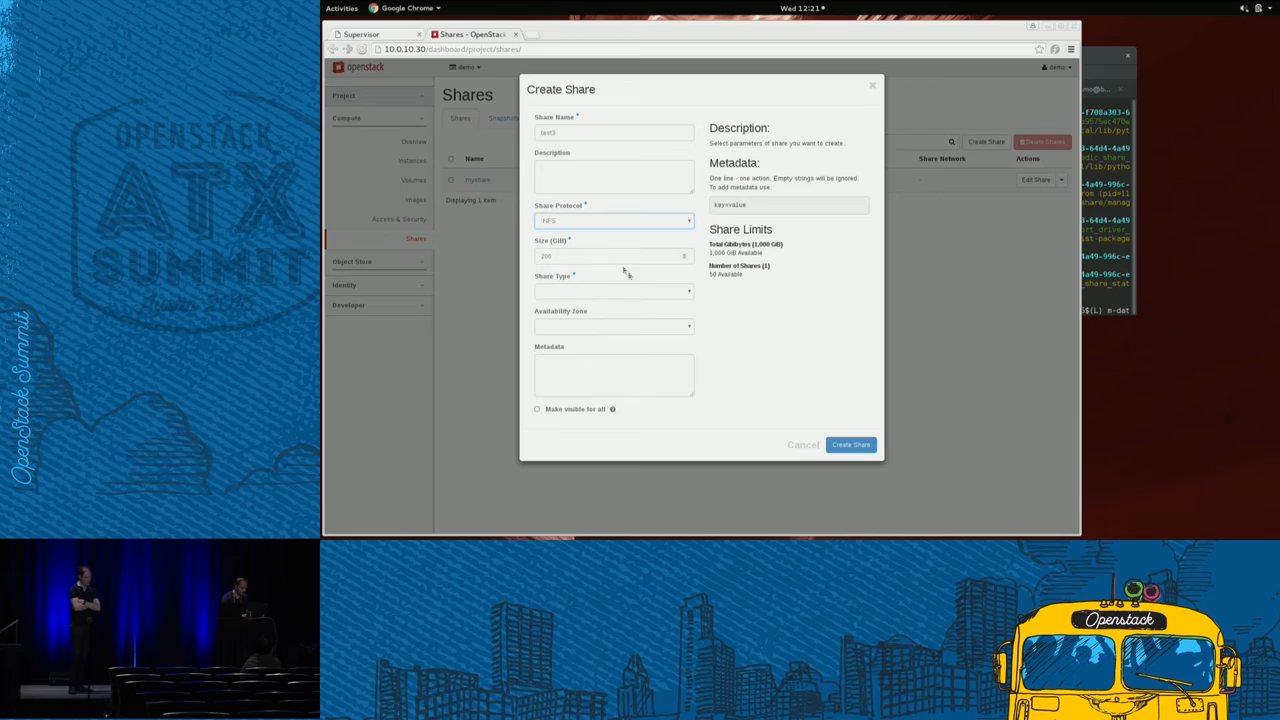 Activities
Google Chrome
Wed 12:21
Supervisor
Shares - OpenStack
10.0.10.30/dashboard/project/shares/
openstack
demo
demo
Project
Compute
Overview
Instances
Volumes
Images
Access & Security
Shares
Object Store
Identity
Developer
Shares
Shares
Snapshots
Create Share
Delete Shares
Name
Share Network
Actions
myshare
-
Edit Share
Displaying 1 item
Create Share
Share Name *
test3
Description
Share Protocol *
NFS
Size (GiB) *
200
Share Type *
Availability Zone
Metadata
Make visible for all
Description:
Select parameters of share you want to create.
Metadata:
One line - one action. Empty strings will be ignored.
To add metadata use:
key=value
Share Limits
Total Gibibytes (1,000 GiB)
1,000 GiB Available
Number of Shares (1)
50 Available
Cancel
Create Share
OpenStack Summit
Openstack